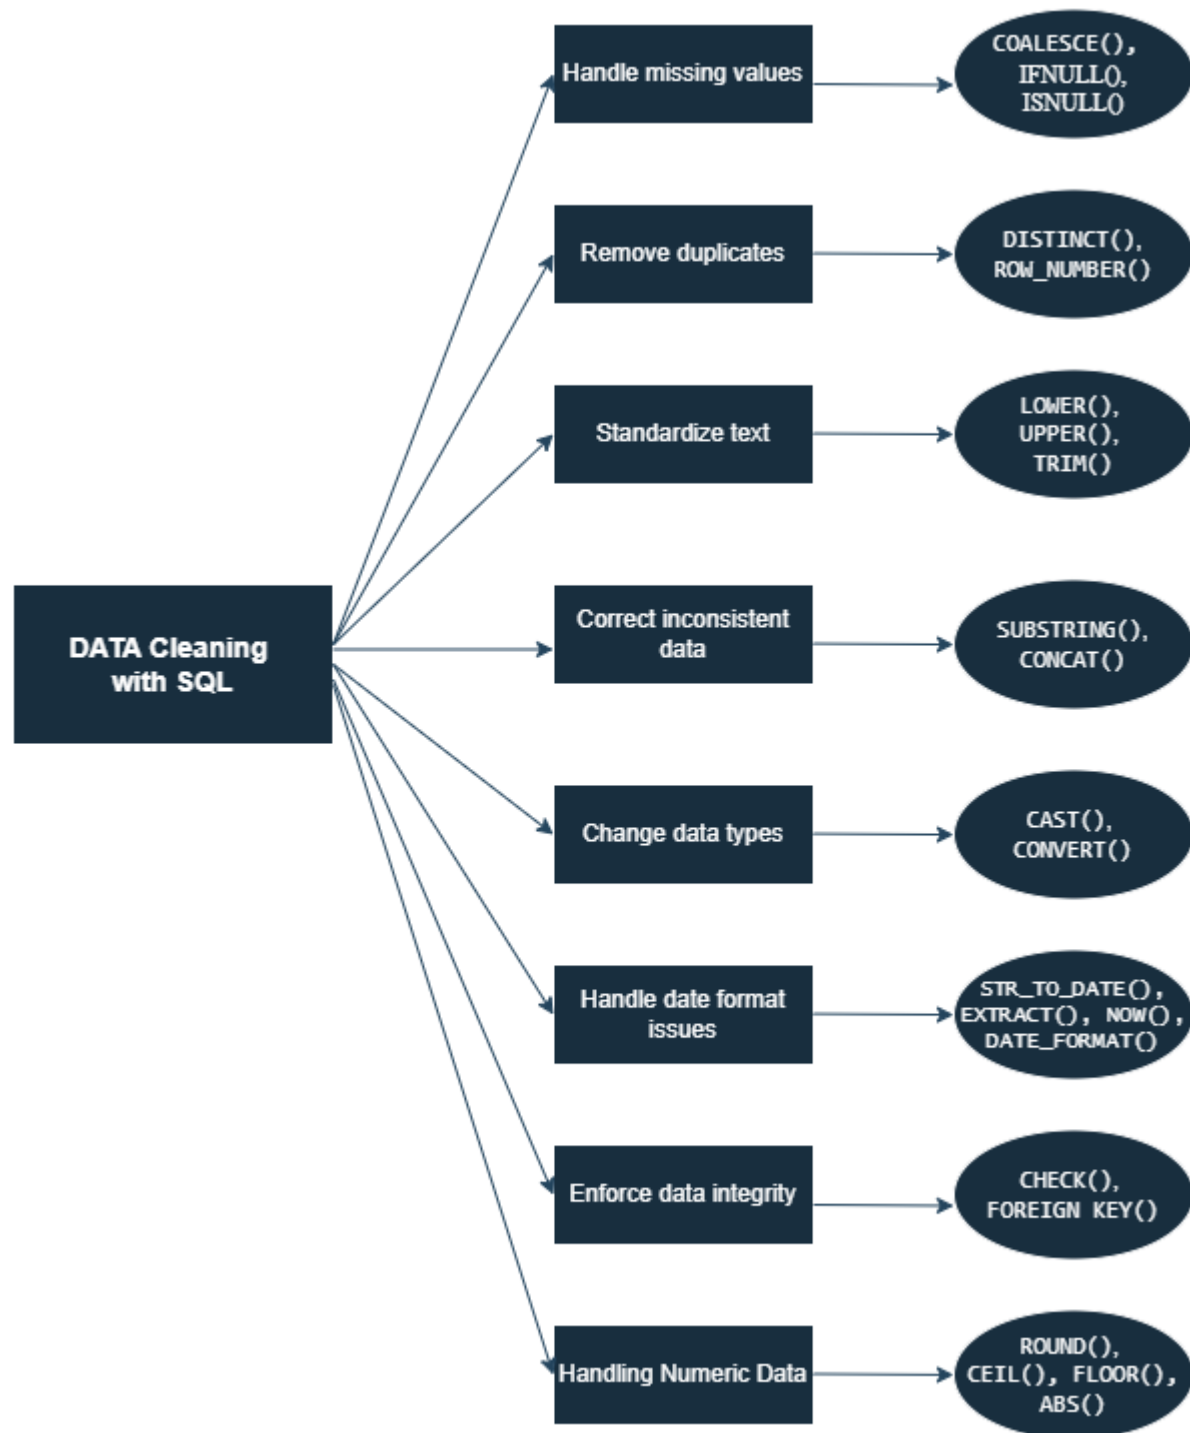 DATA Cleaning
with SQL
Handle missing values
COALESCE(),
IFNULL(),
ISNULL()
Remove duplicates
DISTINCT(),
ROW_NUMBER()
Standardize text
LOWER(),
UPPER(),
TRIM()
Correct inconsistent
data
SUBSTRING(),
CONCAT()
Change data types
CAST(),
CONVERT()
Handle date format
issues
STR_TO_DATE(),
EXTRACT(), NOW(),
DATE_FORMAT()
Enforce data integrity
CHECK(),
FOREIGN KEY()
Handling Numeric Data
ROUND(),
CEIL(), FLOOR(),
ABS()